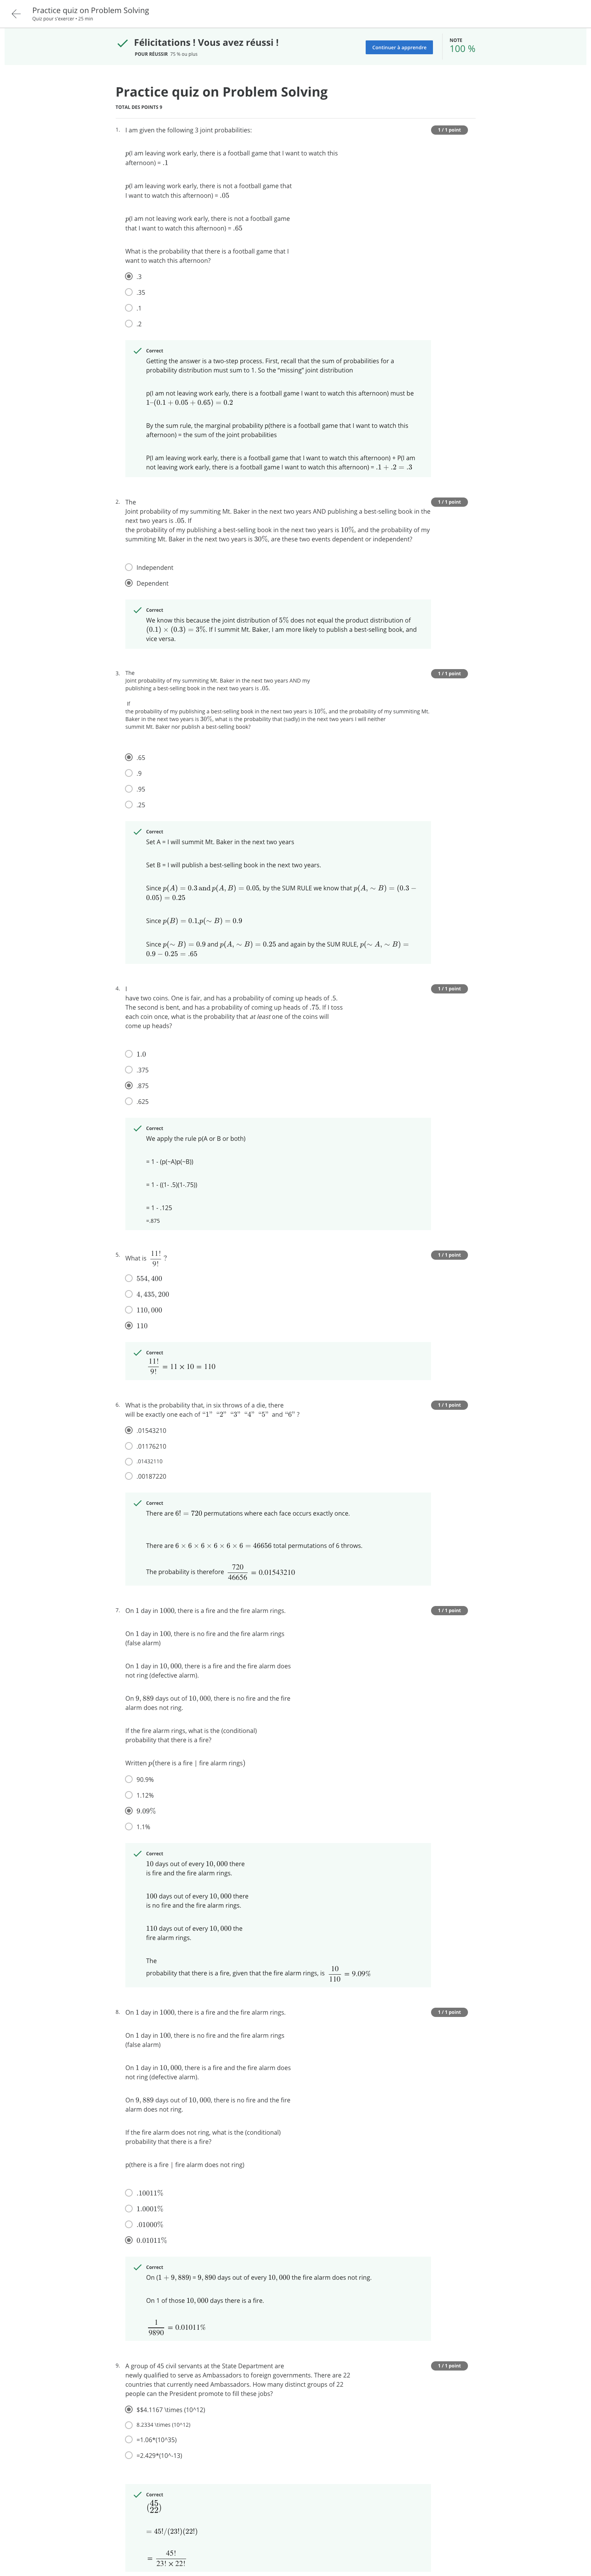 Practice quiz on Problem Solving
Quiz pour s'exercer • 25 min
Félicitations ! Vous avez réussi !
POUR RÉUSSIR 75 % ou plus
Continuer à apprendre
NOTE
100 %
Practice quiz on Problem Solving
TOTAL DES POINTS 9
1. I am given the following 3 joint probabilities:
1 / 1 point
p(I am leaving work early, there is a football game that I want to watch this
afternoon) = .1
p(I am leaving work early, there is not a football game that
I want to watch this afternoon) = .05
p(I am not leaving work early, there is not a football game
that I want to watch this afternoon) = .65
What is the probability that there is a football game that I
want to watch this afternoon?
.3
.35
.1
.2
Correct
Getting the answer is a two-step process. First, recall that the sum of probabilities for a
probability distribution must sum to 1. So the "missing" joint distribution
p(I am not leaving work early, there is a football game I want to watch this afternoon) must be
1–(0.1 + 0.05 + 0.65) = 0.2
By the sum rule, the marginal probability p(there is a football game that I want to watch this
afternoon) = the sum of the joint probabilities
P(I am leaving work early, there is a football game that I want to watch this afternoon) + P(I am
not leaving work early, there is a football game I want to watch this afternoon) = .1 + .2 = .3
2. The
1 / 1 point
Joint probability of my summiting Mt. Baker in the next two years AND publishing a best-selling book in the
next two years is .05. If
the probability of my publishing a best-selling book in the next two years is 10%, and the probability of my
summiting Mt. Baker in the next two years is 30%, are these two events dependent or independent?
Independent
Dependent
Correct
We know this because the joint distribution of 5% does not equal the product distribution of
(0.1) × (0.3) = 3%. If I summit Mt. Baker, I am more likely to publish a best-selling book, and
vice versa.
3. The
1 / 1 point
Joint probability of my summiting Mt. Baker in the next two years AND my
publishing a best-selling book in the next two years is .05.
If
the probability of my publishing a best-selling book in the next two years is 10%, and the probability of my summiting Mt.
Baker in the next two years is 30%, what is the probability that (sadly) in the next two years I will neither
summit Mt. Baker nor publish a best-selling book?
.65
.9
.95
.25
Correct
Set A = I will summit Mt. Baker in the next two years
Set B = I will publish a best-selling book in the next two years.
Since p(A) = 0.3 and p(A, B) = 0.05, by the SUM RULE we know that p(A, ∼ B) = (0.3 −
0.05) = 0.25
Since p(B) = 0.1,p(∼ B) = 0.9
Since p(∼ B) = 0.9 and p(A, ∼ B) = 0.25 and again by the SUM RULE, p(∼ A, ∼ B) =
0.9 − 0.25 = .65
4. I
1 / 1 point
have two coins. One is fair, and has a probability of coming up heads of .5.
The second is bent, and has a probability of coming up heads of .75. If I toss
each coin once, what is the probability that at least one of the coins will
come up heads?
1.0
.375
.875
.625
Correct
We apply the rule p(A or B or both)
= 1 - (p(~A)p(~B))
= 1 - ((1- .5)(1-.75))
= 1 - .125
=.875
5. What is 11!/9! ?
1 / 1 point
554, 400
4, 435, 200
110, 000
110
Correct
11!/9! = 11 × 10 = 110
6. What is the probability that, in six throws of a die, there
1 / 1 point
will be exactly one each of "1" "2" "3" "4" "5" and "6" ?
.01543210
.01176210
.01432110
.00187220
Correct
There are 6! = 720 permutations where each face occurs exactly once.
There are 6 × 6 × 6 × 6 × 6 × 6 = 46656 total permutations of 6 throws.
The probability is therefore 720/46656 = 0.01543210
7. On 1 day in 1000, there is a fire and the fire alarm rings.
1 / 1 point
On 1 day in 100, there is no fire and the fire alarm rings
(false alarm)
On 1 day in 10, 000, there is a fire and the fire alarm does
not ring (defective alarm).
On 9, 889 days out of 10, 000, there is no fire and the fire
alarm does not ring.
If the fire alarm rings, what is the (conditional)
probability that there is a fire?
Written p(there is a fire | fire alarm rings)
90.9%
1.12%
9.09%
1.1%
Correct
10 days out of every 10, 000 there
is fire and the fire alarm rings.
100 days out of every 10, 000 there
is no fire and the fire alarm rings.
110 days out of every 10, 000 the
fire alarm rings.
The
probability that there is a fire, given that the fire alarm rings, is 10/110 = 9.09%
8. On 1 day in 1000, there is a fire and the fire alarm rings.
1 / 1 point
On 1 day in 100, there is no fire and the fire alarm rings
(false alarm)
On 1 day in 10, 000, there is a fire and the fire alarm does
not ring (defective alarm).
On 9, 889 days out of 10, 000, there is no fire and the fire
alarm does not ring.
If the fire alarm does not ring, what is the (conditional)
probability that there is a fire?
p(there is a fire | fire alarm does not ring)
.10011%
1.0001%
.01000%
0.01011%
Correct
On (1 + 9, 889) = 9, 890 days out of every 10, 000 the fire alarm does not ring.
On 1 of those 10, 000 days there is a fire.
1/9890 = 0.01011%
9. A group of 45 civil servants at the State Department are
1 / 1 point
newly qualified to serve as Ambassadors to foreign governments. There are 22
countries that currently need Ambassadors. How many distinct groups of 22
people can the President promote to fill these jobs?
$$4.1167 \times (10^12)
8.2334 \times (10^12)
=1.06*(10^35)
=2.429*(10^-13)
Correct
(45 22)
= 45!/(23!)(22!)
= 45!/23! × 22!